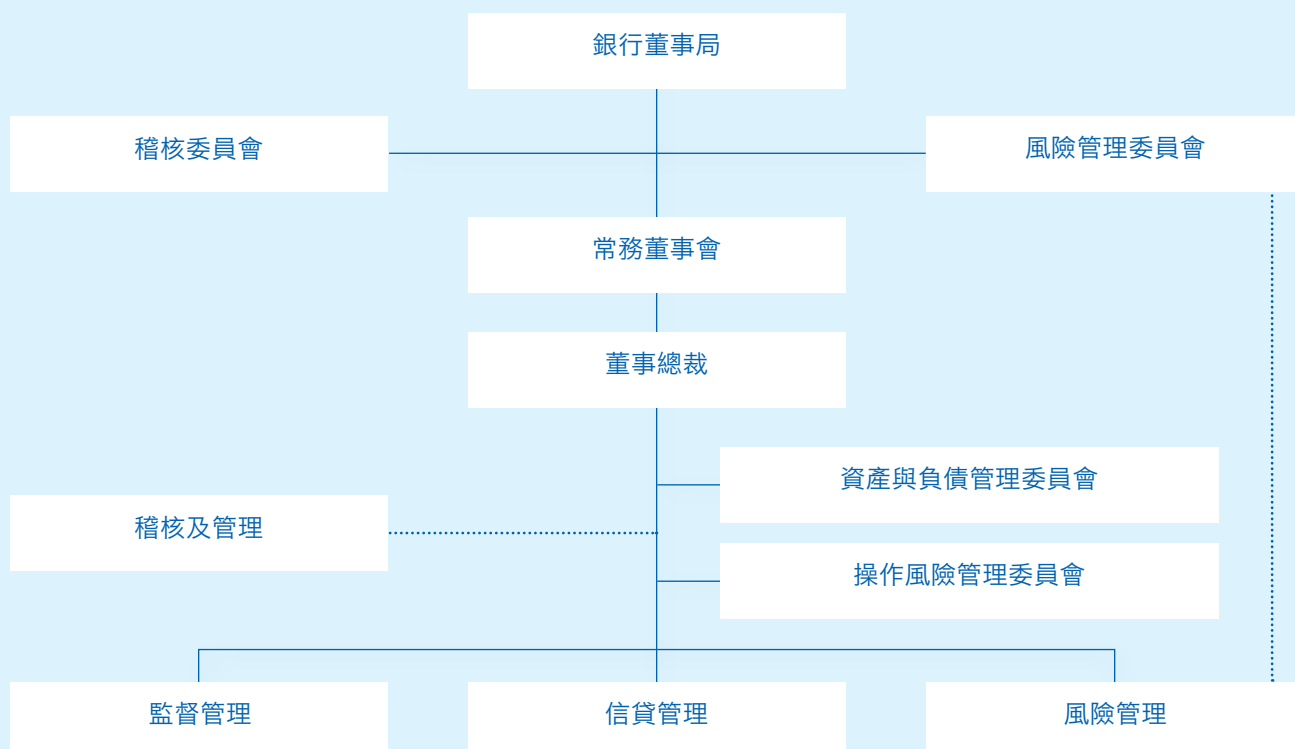 銀行董事局
稽核委員會
風險管理委員會
常務董事會
董事總裁
資產與負債管理委員會
稽核及管理
操作風險管理委員會
監督管理
信貸管理
風險管理